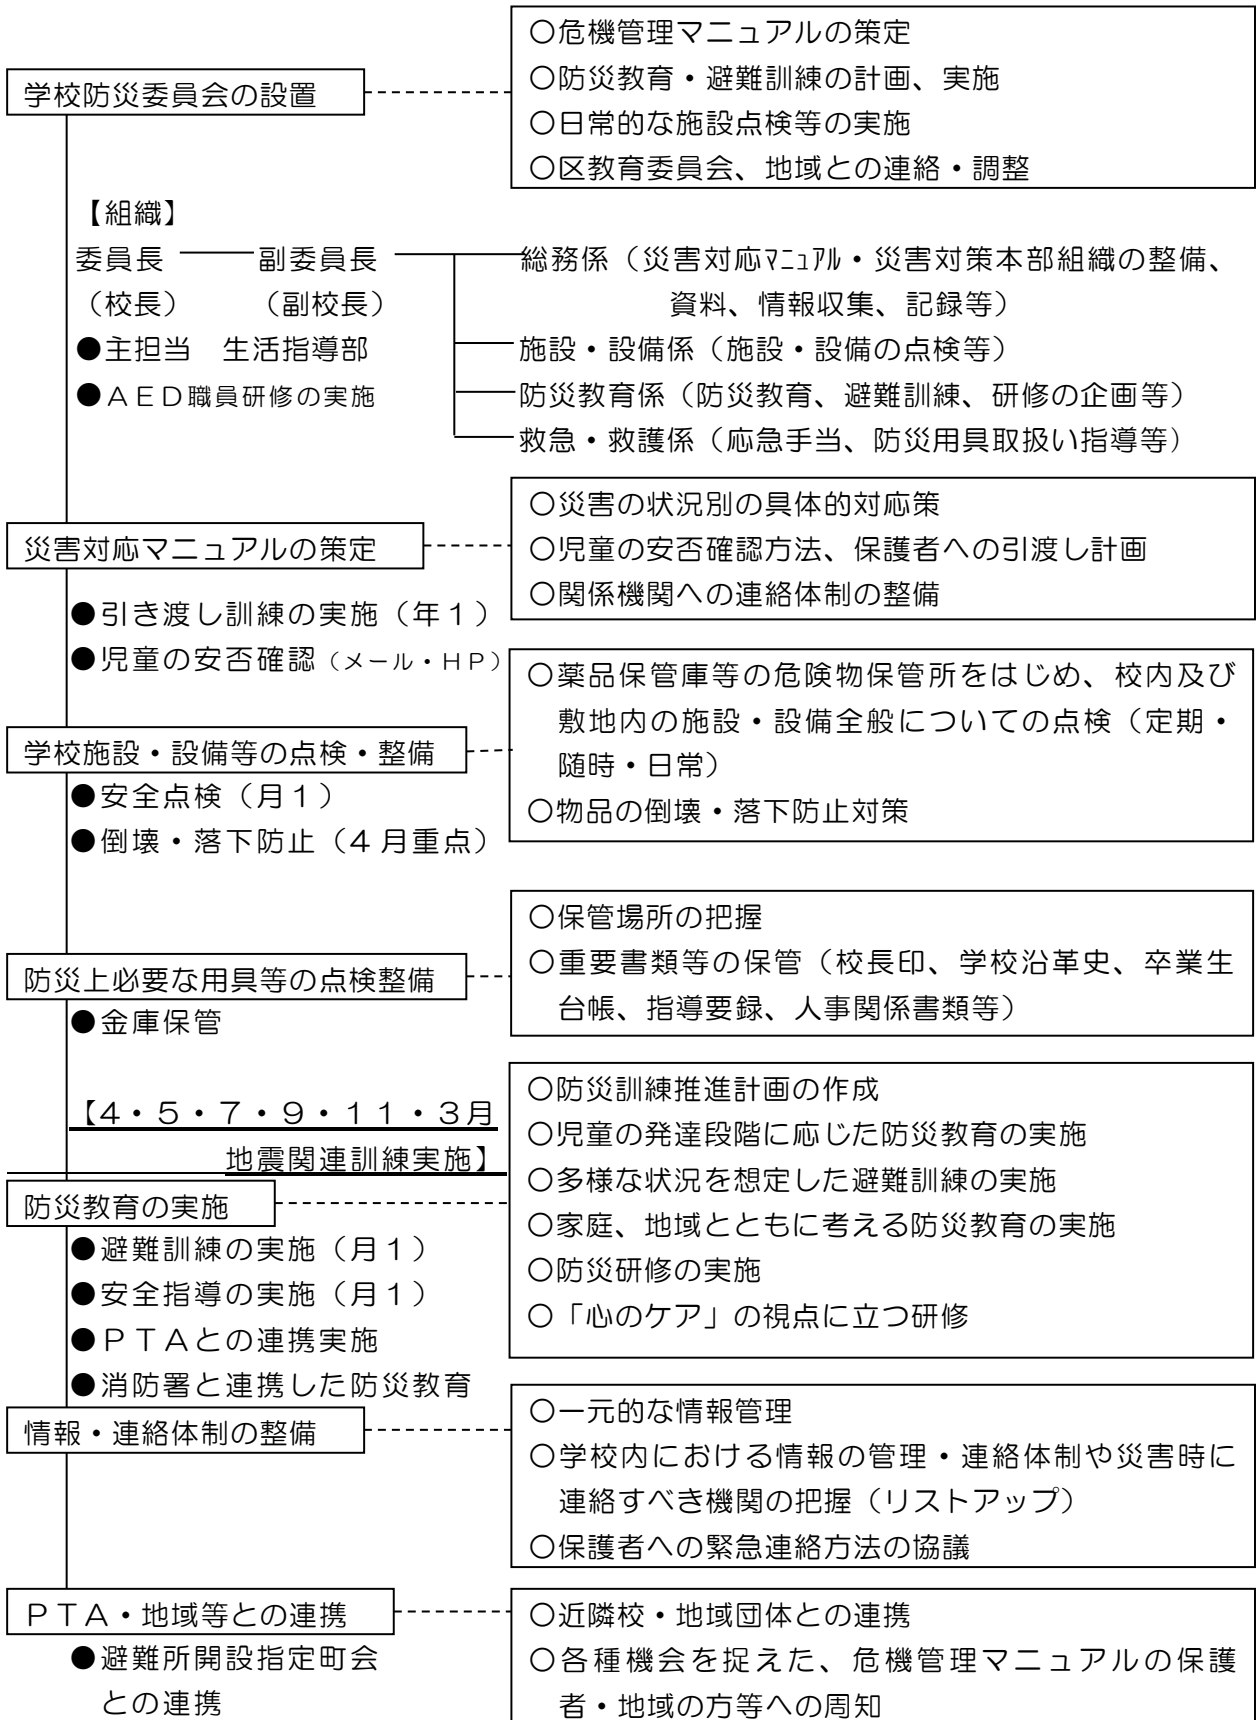 学校防災委員会の設置
〇危機管理マニュアルの策定
〇防災教育・避難訓練の計画、実施
〇日常的な施設点検等の実施
〇区教育委員会、地域との連絡・調整
【組織】
委員長 副委員長 総務係（災害対応ﾏﾆｭｱﾙ・災害対策本部組織の整備、
（校長） （副校長） 資料、情報収集、記録等）
●主担当　生活指導部 施設・設備係（施設・設備の点検等）
●ＡＥＤ職員研修の実施 防災教育係（防災教育、避難訓練、研修の企画等）
救急・救護係（応急手当、防災用具取扱い指導等）
災害対応マニュアルの策定
〇災害の状況別の具体的対応策
〇児童の安否確認方法、保護者への引渡し計画
〇関係機関への連絡体制の整備
●引き渡し訓練の実施（年１）
●児童の安否確認（メール・ＨＰ）
学校施設・設備等の点検・整備
〇薬品保管庫等の危険物保管所をはじめ、校内及び
敷地内の施設・設備全般についての点検（定期・
随時・日常）
〇物品の倒壊・落下防止対策
●安全点検（月１）
●倒壊・落下防止（４月重点）
防災上必要な用具等の点検整備
〇保管場所の把握
〇重要書類等の保管（校長印、学校沿革史、卒業生
台帳、指導要録、人事関係書類等）
●金庫保管
【４・５・７・９・１１・３月
地震関連訓練実施】
防災教育の実施
〇防災訓練推進計画の作成
〇児童の発達段階に応じた防災教育の実施
〇多様な状況を想定した避難訓練の実施
〇家庭、地域とともに考える防災教育の実施
〇防災研修の実施
〇「心のケア」の視点に立つ研修
●避難訓練の実施（月１）
●安全指導の実施（月１）
●ＰＴＡとの連携実施
●消防署と連携した防災教育
情報・連絡体制の整備
〇一元的な情報管理
〇学校内における情報の管理・連絡体制や災害時に
連絡すべき機関の把握（リストアップ）
〇保護者への緊急連絡方法の協議
ＰＴＡ・地域等との連携
〇近隣校・地域団体との連携
〇各種機会を捉えた、危機管理マニュアルの保護
者・地域の方等への周知
●避難所開設指定町会
との連携